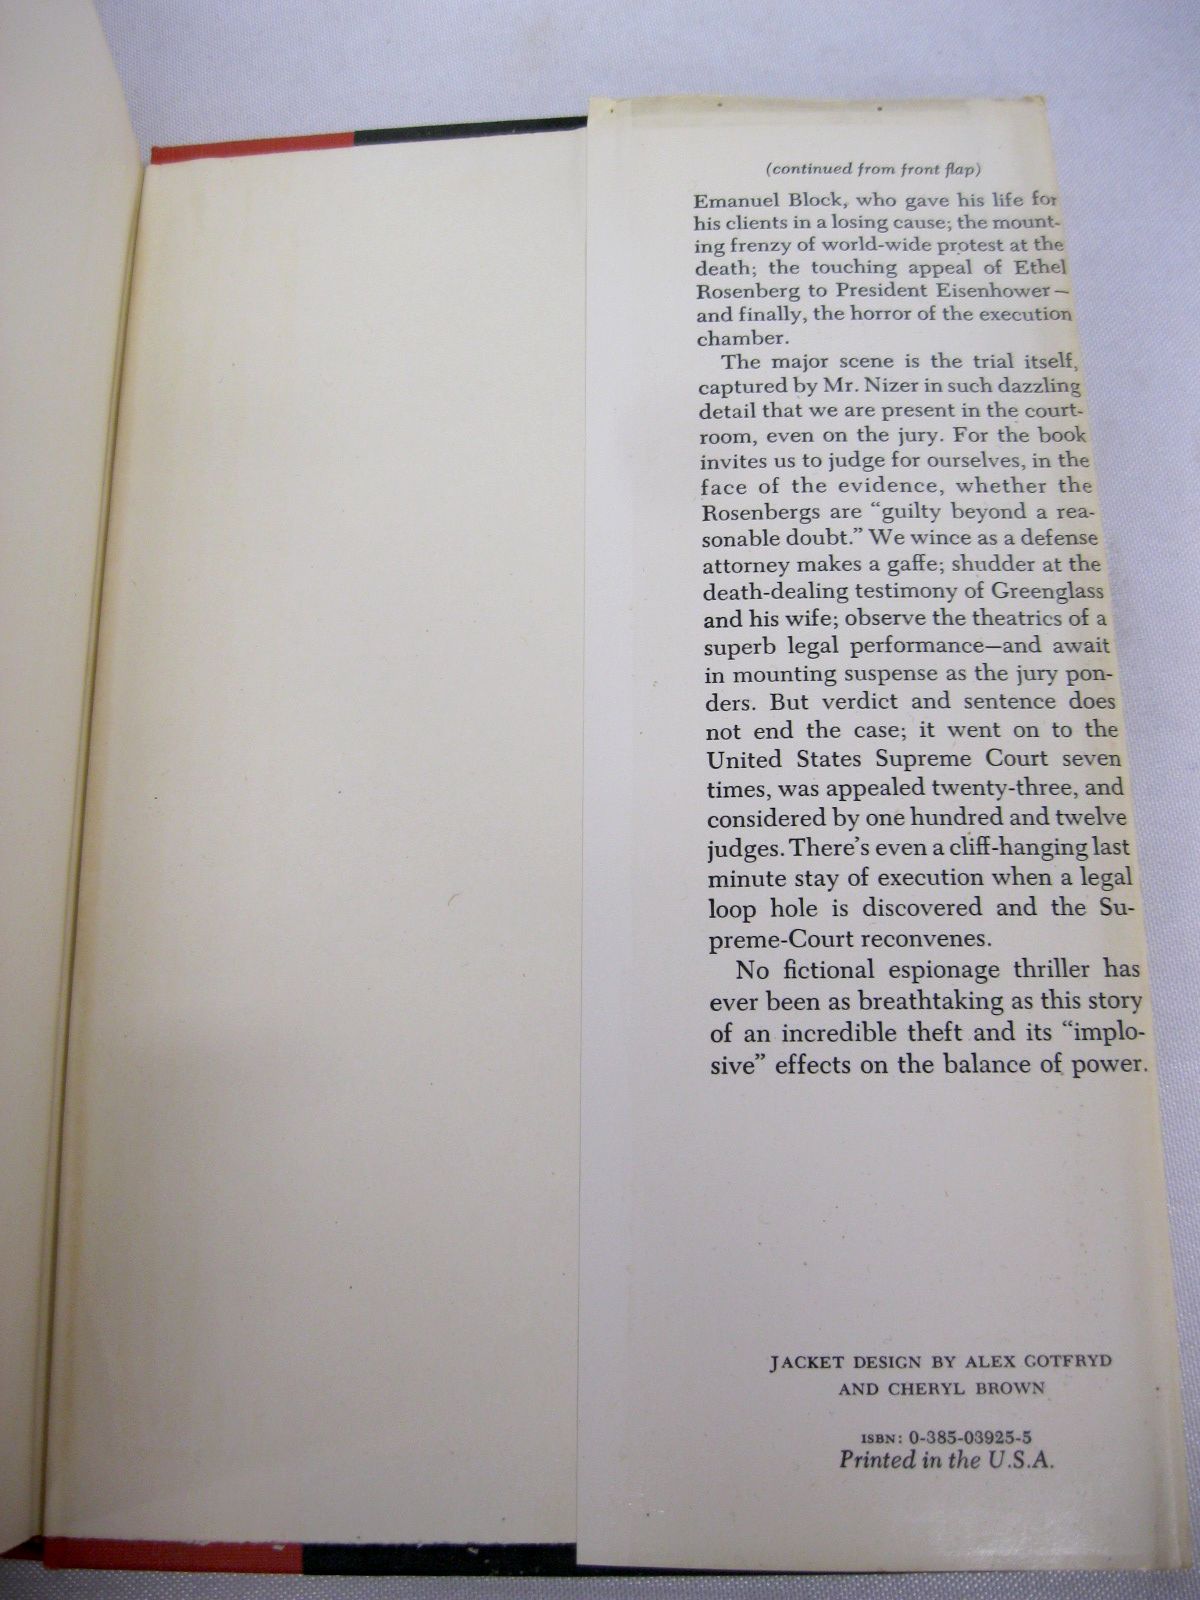 (continued from front flap)
Emanuel Block, who gave his life for
his clients in a losing cause; the mount-
ing frenzy of world-wide protest at the
death; the touching appeal of Ethel
Rosenberg to President Eisenhower—
and finally, the horror of the execution
chamber.
The major scene is the trial itself,
captured by Mr. Nizer in such dazzling
detail that we are present in the court-
room, even on the jury. For the book
invites us to judge for ourselves, in the
face of the evidence, whether the
Rosenbergs are “guilty beyond a rea-
sonable doubt.” We wince as a defense
attorney makes a gaffe; shudder at the
death-dealing testimony of Greenglass
and his wife; observe the theatrics of a
superb legal performance—and await
in mounting suspense as the jury pon-
ders. But verdict and sentence does
not end the case; it went on to the
United States Supreme Court seven
times, was appealed twenty-three, and
considered by one hundred and twelve
judges. There’s even a cliff-hanging last
minute stay of execution when a legal
loop hole is discovered and the Su-
preme-Court reconvenes.
No fictional espionage thriller has
ever been as breathtaking as this story
of an incredible theft and its “implo-
sive” effects on the balance of power.
JACKET DESIGN BY ALEX GOTFRYD
AND CHERYL BROWN
ISBN: 0-385-03925-5
Printed in the U.S.A.